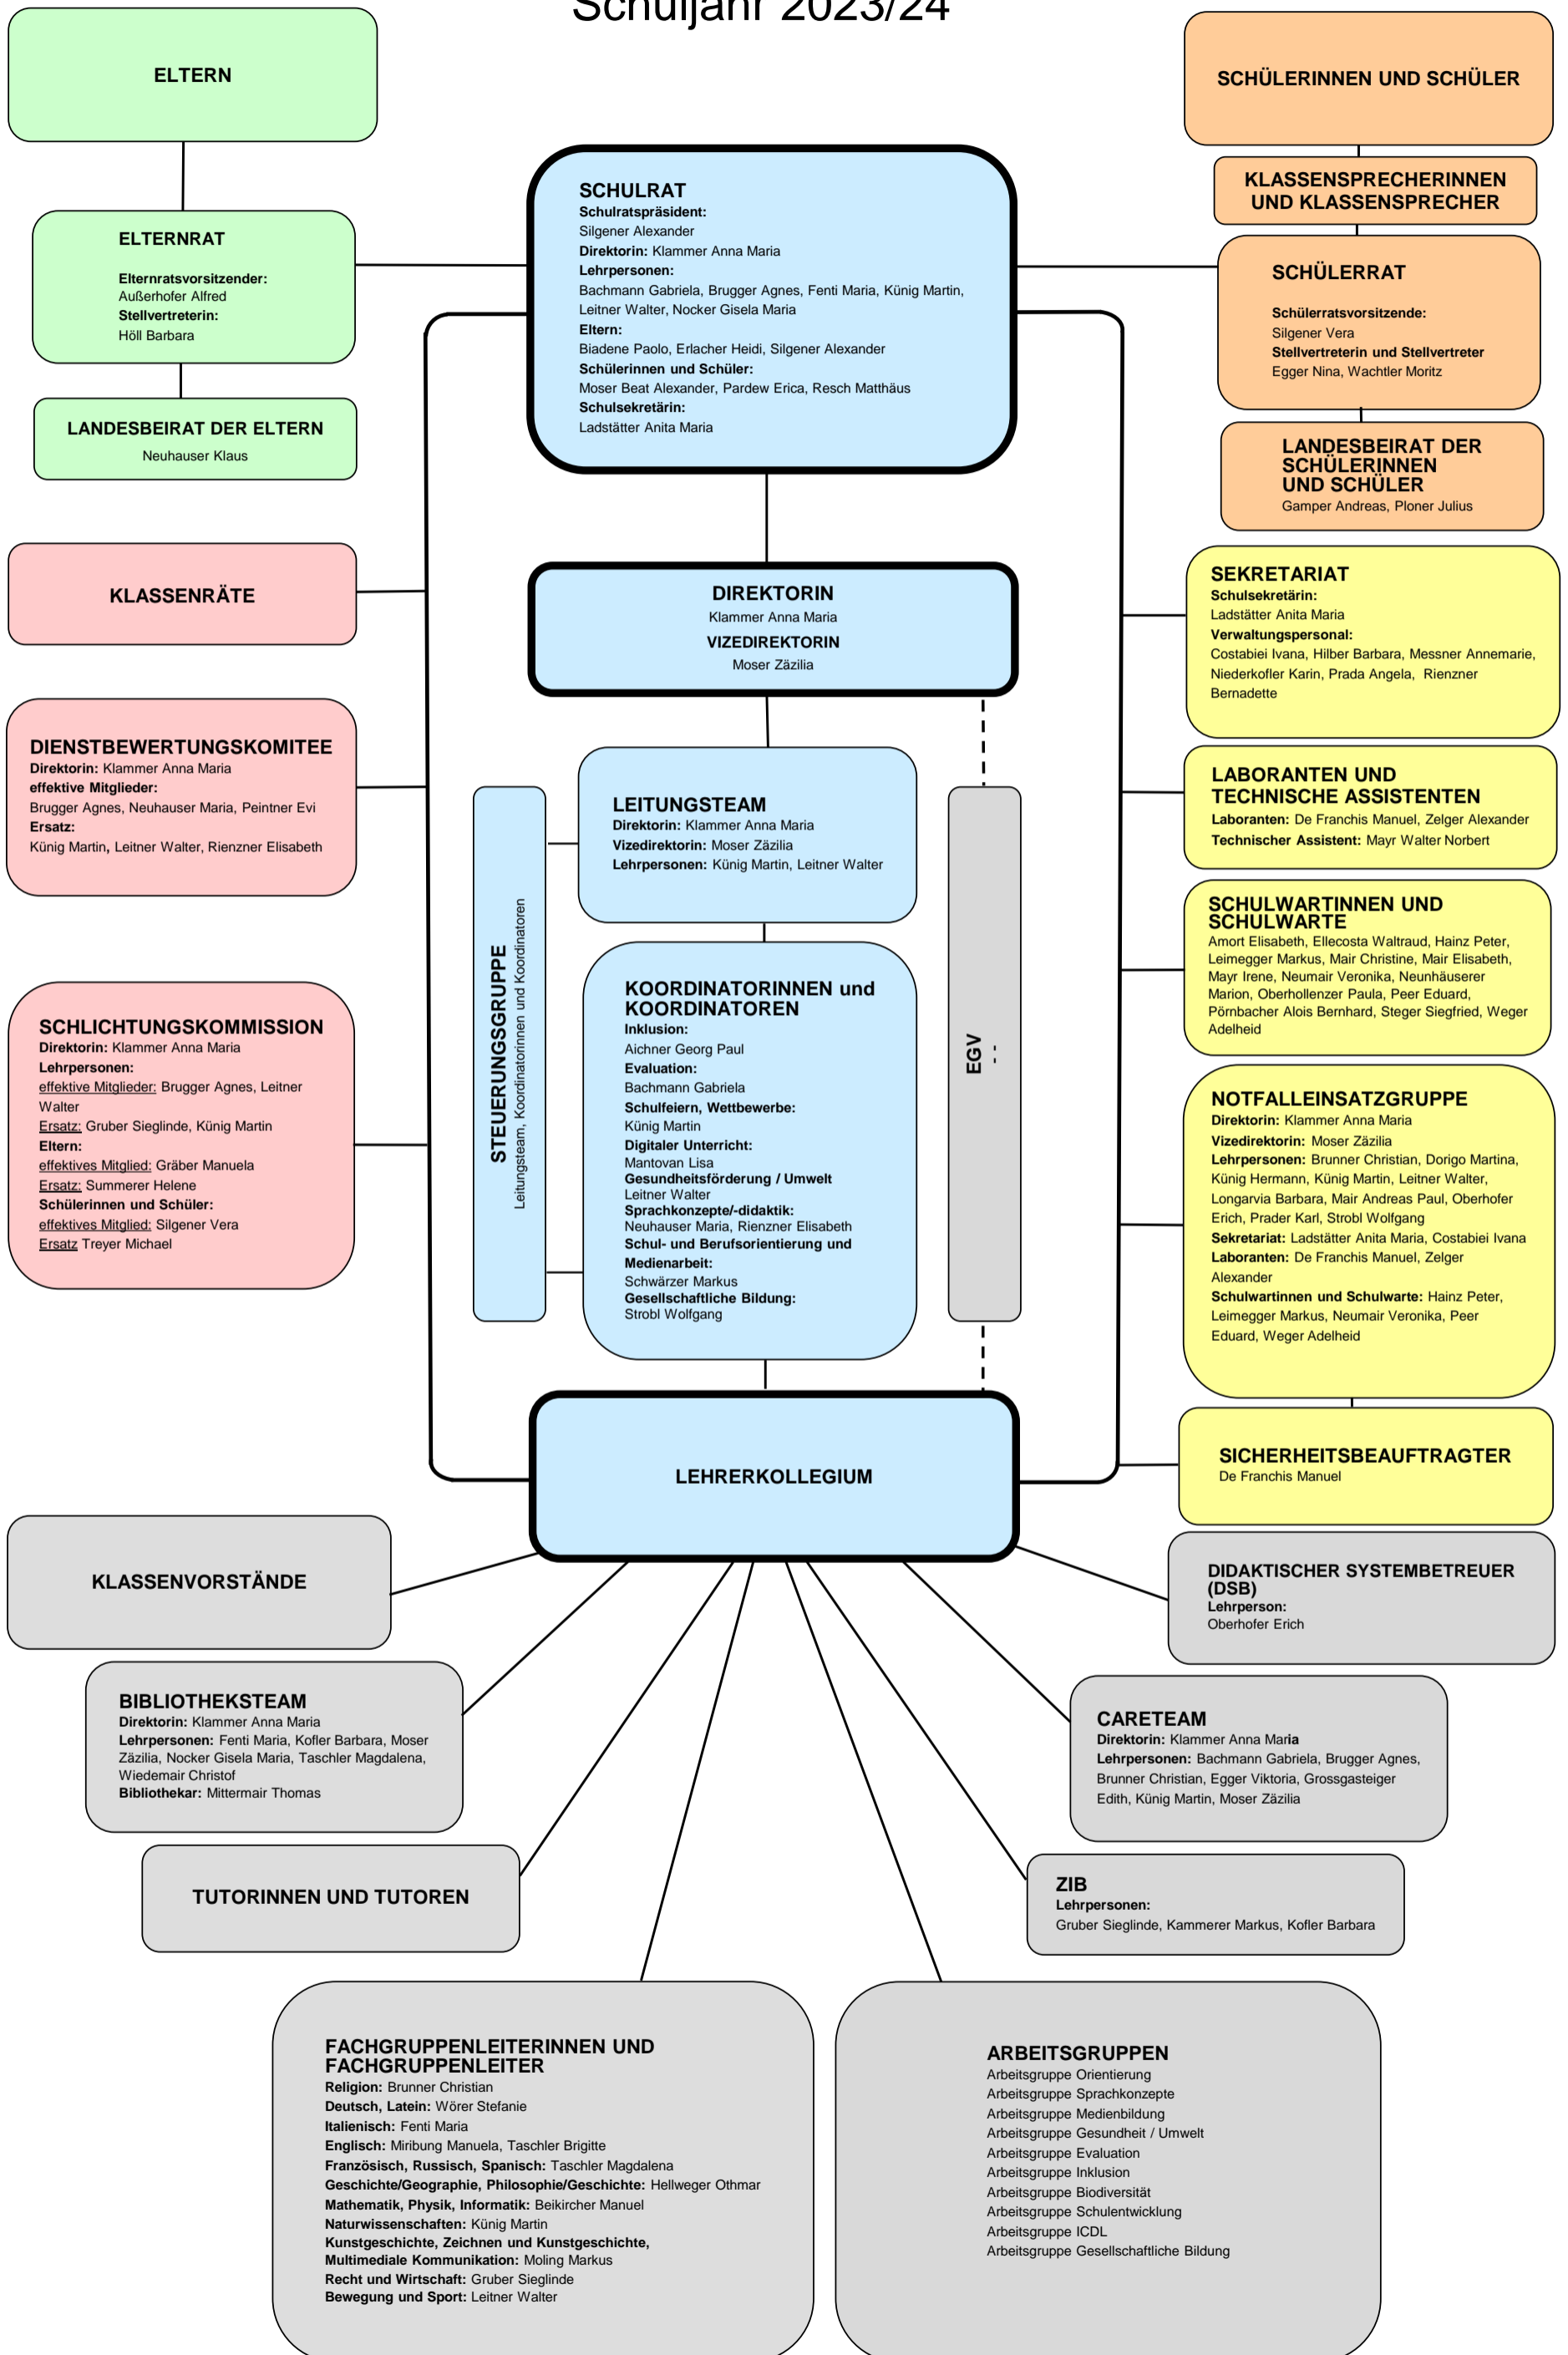 Schuljahr 2023/24
ELTERN
ELTERNRAT
Elternratsvorsitzender:
Außerhofer Alfred
Stellvertreterin:
Höll Barbara
LANDESBEIRAT DER ELTERN
Neuhauser Klaus
SCHULRAT
Schulratspräsident:
Silgener Alexander
Direktorin: Klammer Anna Maria
Lehrpersonen:
Bachmann Gabriela, Brugger Agnes, Fenti Maria, Künig Martin,
Leitner Walter, Nocker Gisela Maria
Eltern:
Biadene Paolo, Erlacher Heidi, Silgener Alexander
Schülerinnen und Schüler:
Moser Beat Alexander, Pardew Erica, Resch Matthäus
Schulsekretärin:
Ladstätter Anita Maria
SCHÜLERINNEN UND SCHÜLER
KLASSENSPRECHERINNEN
UND KLASSENSPRECHER
SCHÜLERRAT
Schülerratsvorsitzende:
Silgener Vera
Stellvertreterin und Stellvertreter
Egger Nina, Wachtler Moritz
LANDESBEIRAT DER
SCHÜLERINNEN
UND SCHÜLER
Gamper Andreas, Ploner Julius
KLASSENRÄTE
DIENSTBEWERTUNGSKOMITEE
Direktorin: Klammer Anna Maria
effektive Mitglieder:
Brugger Agnes, Neuhauser Maria, Peintner Evi
Ersatz:
Künig Martin, Leitner Walter, Rienzner Elisabeth
SCHLICHTUNGSKOMMISSION
Direktorin: Klammer Anna Maria
Lehrpersonen:
effektive Mitglieder: Brugger Agnes, Leitner
Walter
Ersatz: Gruber Sieglinde, Künig Martin
Eltern:
effektives Mitglied: Gräber Manuela
Ersatz: Summerer Helene
Schülerinnen und Schüler:
effektives Mitglied: Silgener Vera
Ersatz Treyer Michael
DIREKTORIN
Klammer Anna Maria
VIZEDIREKTORIN
Moser Zäzilia
LEITUNGSTEAM
Direktorin: Klammer Anna Maria
Vizedirektorin: Moser Zäzilia
Lehrpersonen: Künig Martin, Leitner Walter
STEUERUNGSGRUPPE
Leitungsteam, Koordinatorinnen und Koordinatoren
KOORDINATORINNEN und
KOORDINATOREN
Inklusion:
Aichner Georg Paul
Evaluation:
Bachmann Gabriela
Schulfeiern, Wettbewerbe:
Künig Martin
Digitaler Unterricht:
Mantovan Lisa
Gesundheitsförderung / Umwelt
Leitner Walter
Sprachkonzepte/-didaktik:
Neuhauser Maria, Rienzner Elisabeth
Schul- und Berufsorientierung und
Medienarbeit:
Schwärzer Markus
Gesellschaftliche Bildung:
Strobl Wolfgang
EGV
- -
SEKRETARIAT
Schulsekretärin:
Ladstätter Anita Maria
Verwaltungspersonal:
Costabiei Ivana, Hilber Barbara, Messner Annemarie,
Niederkofler Karin, Prada Angela, Rienzner
Bernadette
LABORANTEN UND
TECHNISCHE ASSISTENTEN
Laboranten: De Franchis Manuel, Zelger Alexander
Technischer Assistent: Mayr Walter Norbert
SCHULWARTINNEN UND
SCHULWARTE
Amort Elisabeth, Ellecosta Waltraud, Hainz Peter,
Leimegger Markus, Mair Christine, Mair Elisabeth,
Mayr Irene, Neumair Veronika, Neunhäuserer
Marion, Oberhollenzer Paula, Peer Eduard,
Pörnbacher Alois Bernhard, Steger Siegfried, Weger
Adelheid
NOTFALLEINSATZGRUPPE
Direktorin: Klammer Anna Maria
Vizedirektorin: Moser Zäzilia
Lehrpersonen: Brunner Christian, Dorigo Martina,
Künig Hermann, Künig Martin, Leitner Walter,
Longarvia Barbara, Mair Andreas Paul, Oberhofer
Erich, Prader Karl, Strobl Wolfgang
Sekretariat: Ladstätter Anita Maria, Costabiei Ivana
Laboranten: De Franchis Manuel, Zelger
Alexander
Schulwartinnen und Schulwarte: Hainz Peter,
Leimegger Markus, Neumair Veronika, Peer
Eduard, Weger Adelheid
SICHERHEITSBEAUFTRAGTER
De Franchis Manuel
LEHRERKOLLEGIUM
KLASSENVORSTÄNDE
BIBLIOTHEKSTEAM
Direktorin: Klammer Anna Maria
Lehrpersonen: Fenti Maria, Kofler Barbara, Moser
Zäzilia, Nocker Gisela Maria, Taschler Magdalena,
Wiedemair Christof
Bibliothekar: Mittermair Thomas
TUTORINNEN UND TUTOREN
DIDAKTISCHER SYSTEMBETREUER
(DSB)
Lehrperson:
Oberhofer Erich
CARETEAM
Direktorin: Klammer Anna Maria
Lehrpersonen: Bachmann Gabriela, Brugger Agnes,
Brunner Christian, Egger Viktoria, Grossgasteiger
Edith, Künig Martin, Moser Zäzilia
ZIB
Lehrpersonen:
Gruber Sieglinde, Kammerer Markus, Kofler Barbara
FACHGRUPPENLEITERINNEN UND
FACHGRUPPENLEITER
Religion: Brunner Christian
Deutsch, Latein: Wörer Stefanie
Italienisch: Fenti Maria
Englisch: Miribung Manuela, Taschler Brigitte
Französisch, Russisch, Spanisch: Taschler Magdalena
Geschichte/Geographie, Philosophie/Geschichte: Hellweger Othmar
Mathematik, Physik, Informatik: Beikircher Manuel
Naturwissenschaften: Künig Martin
Kunstgeschichte, Zeichnen und Kunstgeschichte,
Multimediale Kommunikation: Moling Markus
Recht und Wirtschaft: Gruber Sieglinde
Bewegung und Sport: Leitner Walter
ARBEITSGRUPPEN
Arbeitsgruppe Orientierung
Arbeitsgruppe Sprachkonzepte
Arbeitsgruppe Medienbildung
Arbeitsgruppe Gesundheit / Umwelt
Arbeitsgruppe Evaluation
Arbeitsgruppe Inklusion
Arbeitsgruppe Biodiversität
Arbeitsgruppe Schulentwicklung
Arbeitsgruppe ICDL
Arbeitsgruppe Gesellschaftliche Bildung